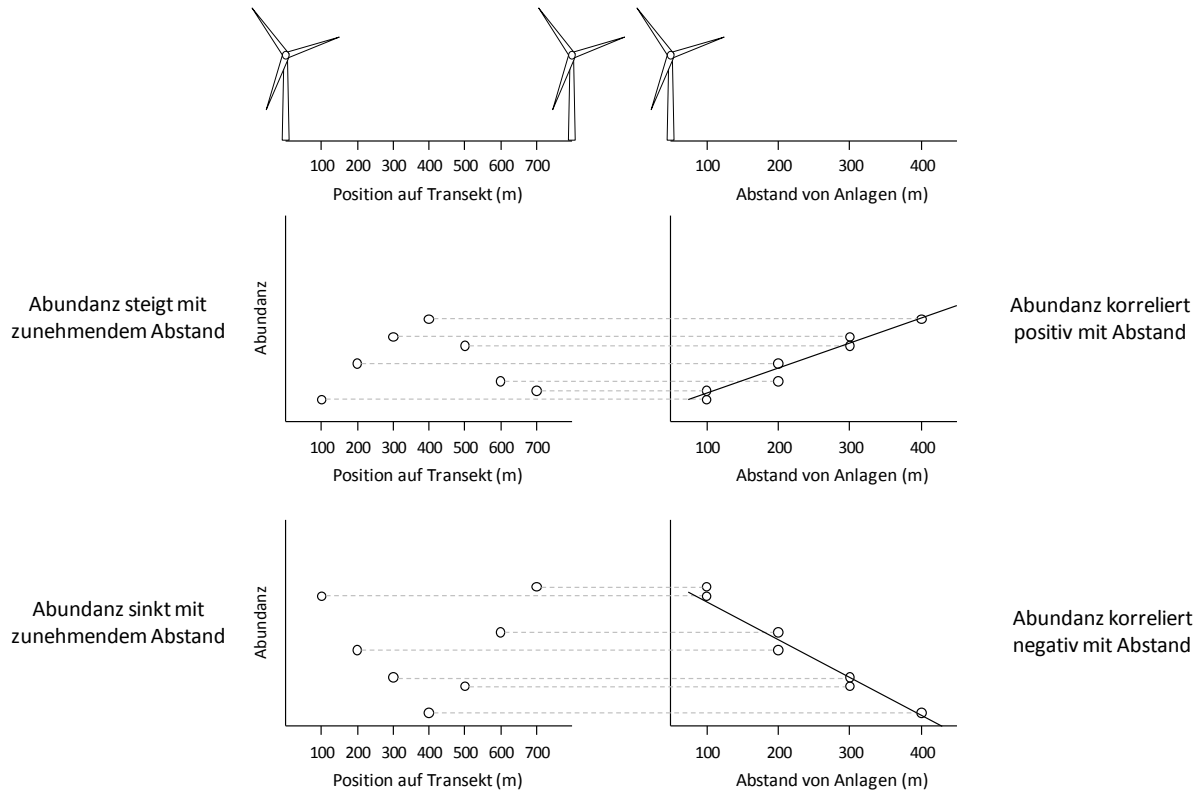 100 200 300 400 500 600 700
Position auf Transekt (m)
100 200 300 400
Abstand von Anlagen (m)
Abundanz steigt mit
zunehmendem Abstand
Abundanz
100 200 300 400 500 600 700
Position auf Transekt (m)
100 200 300 400
Abstand von Anlagen (m)
Abundanz korreliert
positiv mit Abstand
Abundanz sinkt mit
zunehmendem Abstand
Abundanz
100 200 300 400 500 600 700
Position auf Transekt (m)
100 200 300 400
Abstand von Anlagen (m)
Abundanz korreliert
negativ mit Abstand